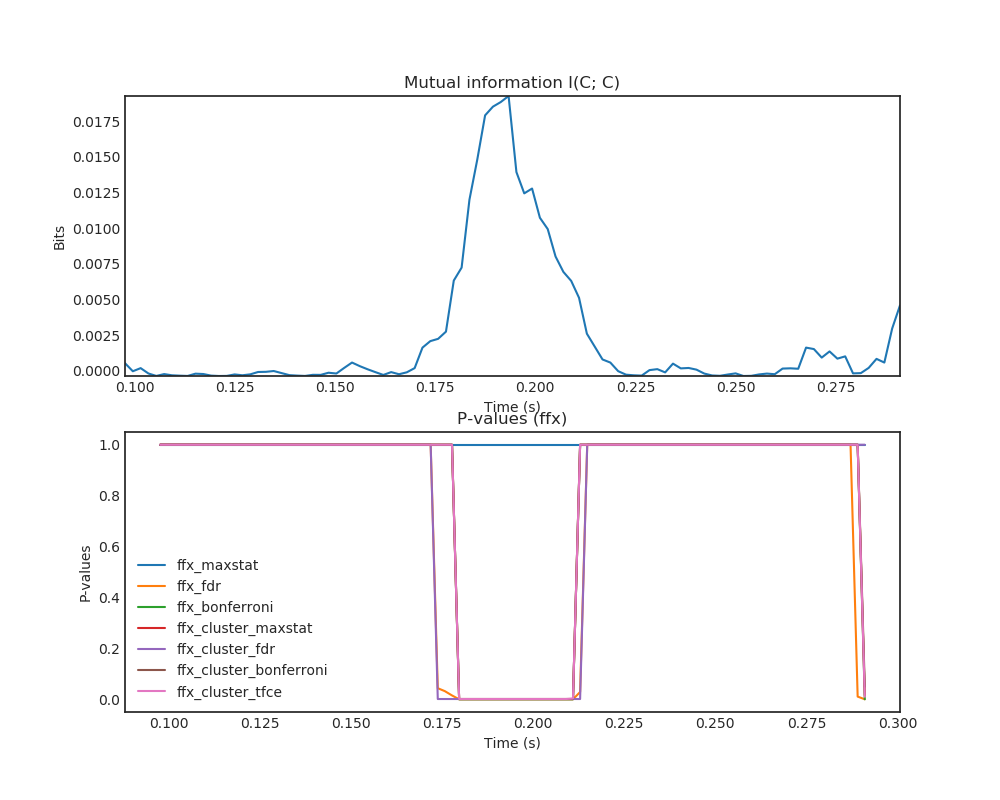 Mutual information I(C; C)
0.0175
0.0150
0.0125
0.0100
0.0075
0.0050
0.0025
0.0000
Bits
0.100 0.125 0.150 0.175 0.200 0.225 0.250 0.275
Time (s)
P-values (ffx)
1.0
0.8
0.6
0.4
0.2
0.0
P-values
ffx_maxstat
ffx_fdr
ffx_bonferroni
ffx_cluster_maxstat
ffx_cluster_fdr
ffx_cluster_bonferroni
ffx_cluster_tfce
0.100 0.125 0.150 0.175 0.200 0.225 0.250 0.275 0.300
Time (s)